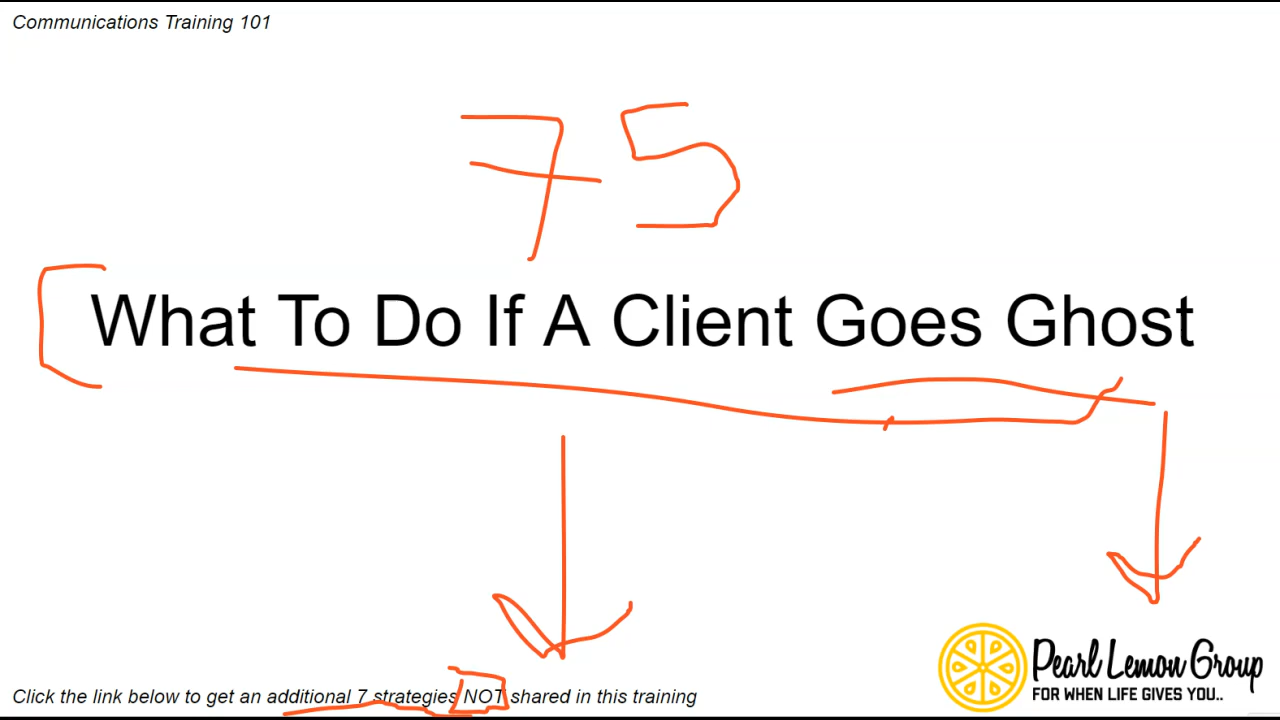 Communications Training 101
75
What To Do If A Client Goes Ghost
Click the link below to get an additional 7 strategies NOT shared in this training
Pearl Lemon Group
FOR WHEN LIFE GIVES YOU..